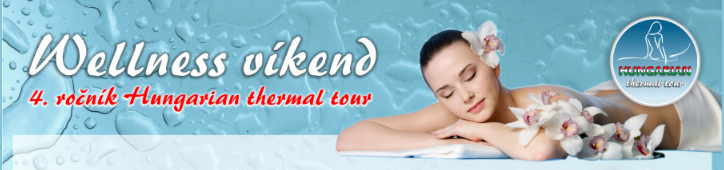 Wellness víkend
4. ročník Hungarian thermal tour
HUNGARIAN
thermal tour